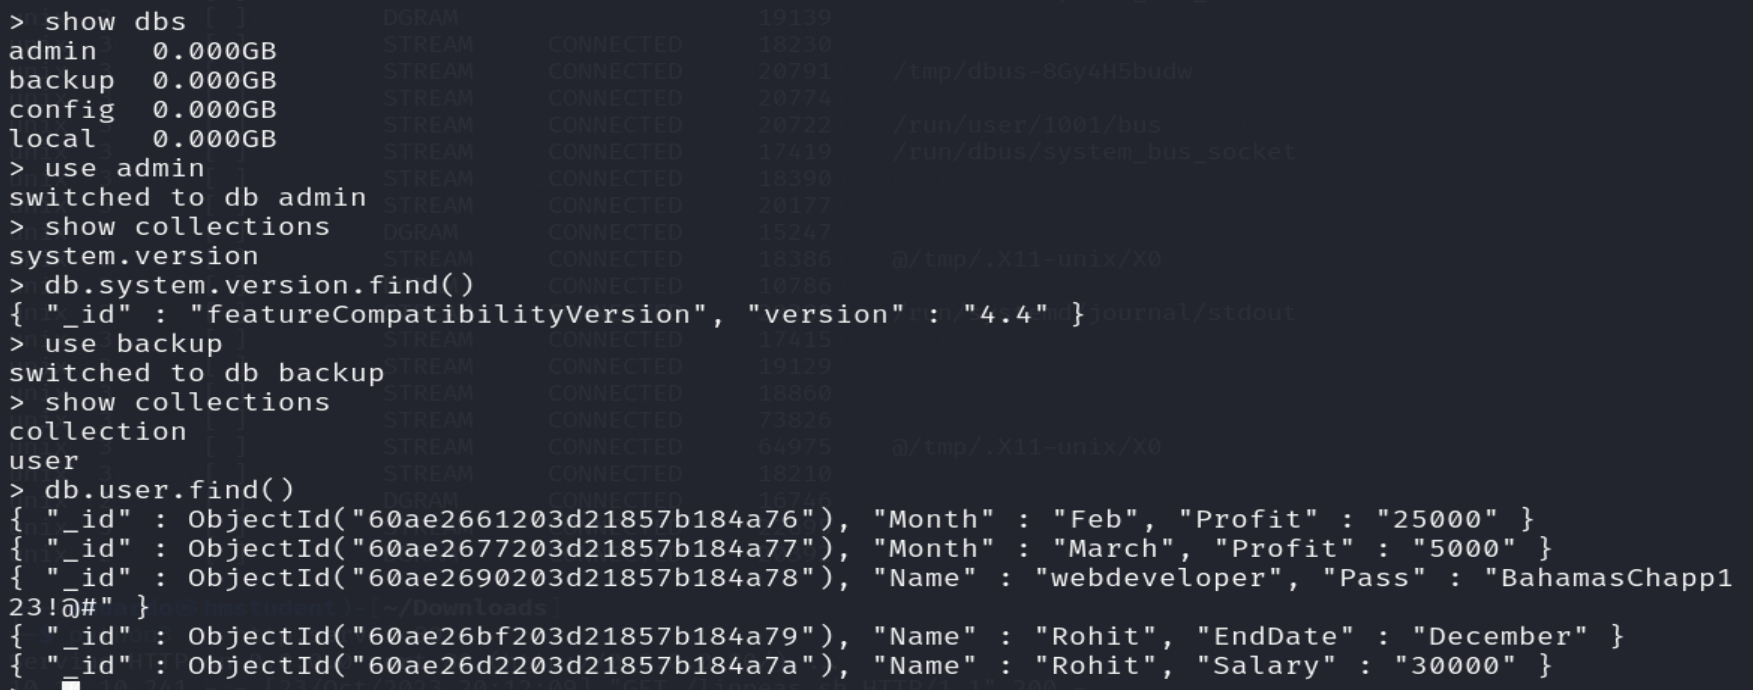 > show dbs
admin   0.000GB
backup  0.000GB
config  0.000GB
local   0.000GB
> use admin
switched to db admin
> show collections
system.version
> db.system.version.find()
{ "_id" : "featureCompatibilityVersion", "version" : "4.4" }
> use backup
switched to db backup
> show collections
collection
user
> db.user.find()
{ "_id" : ObjectId("60ae2661203d21857b184a76"), "Month" : "Feb", "Profit" : "25000" }
{ "_id" : ObjectId("60ae2677203d21857b184a77"), "Month" : "March", "Profit" : "5000" }
{ "_id" : ObjectId("60ae2690203d21857b184a78"), "Name" : "webdeveloper", "Pass" : "BahamasChapp1
23!@#" }
{ "_id" : ObjectId("60ae26bf203d21857b184a79"), "Name" : "Rohit", "EndDate" : "December" }
{ "_id" : ObjectId("60ae26d2203d21857b184a7a"), "Name" : "Rohit", "Salary" : "30000" }